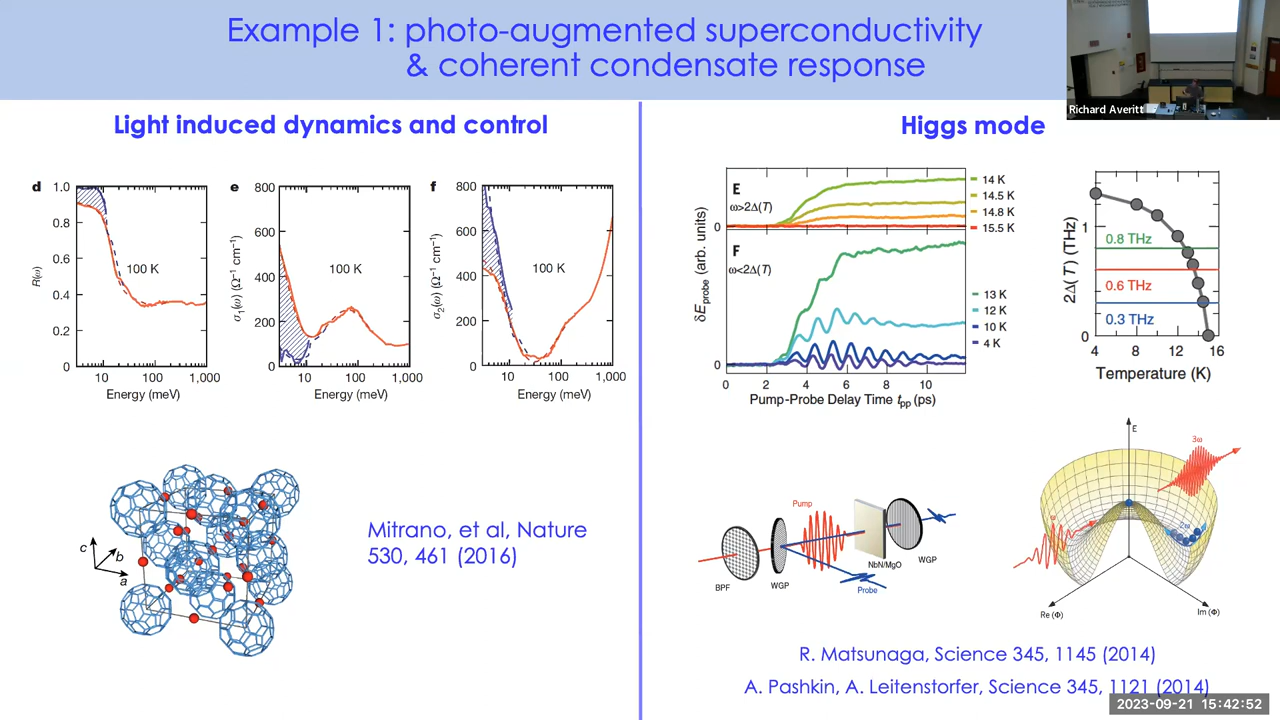 Example 1: photo-augmented superconductivity
& coherent condensate response
Richard Averitt
Light induced dynamics and control
Higgs mode
d
1.0
0.8
0.6
0.4
0.2
0
R(ω)
100 K
10 100 1,000
Energy (meV)
e
800
600
400
200
0
σ1(ω) (Ω⁻¹ cm⁻¹)
100 K
10 100 1,000
Energy (meV)
f
800
600
400
200
0
σ2(ω) (Ω⁻¹ cm⁻¹)
100 K
10 100 1,000
Energy (meV)
c
b
a
Mitrano, et al, Nature
530, 461 (2016)
E
ω>2Δ(T)
0
14 K
14.5 K
14.8 K
15.5 K
F
ω<2Δ(T)
0
13 K
12 K
10 K
4 K
δEprobe (arb. units)
0 2 4 6 8 10
Pump-Probe Delay Time tpp (ps)
2Δ(T) (THz)
1
0
0.8 THz
0.6 THz
0.3 THz
4 8 12 16
Temperature (K)
Pump
BPF
WGP
NbN/MgO
WGP
Probe
E
3ω
ω
2ω
Re (Φ)
Im (Φ)
R. Matsunaga, Science 345, 1145 (2014)
A. Pashkin, A. Leitenstorfer, Science 345, 1121 (2014)
2023-09-21 15:42:52